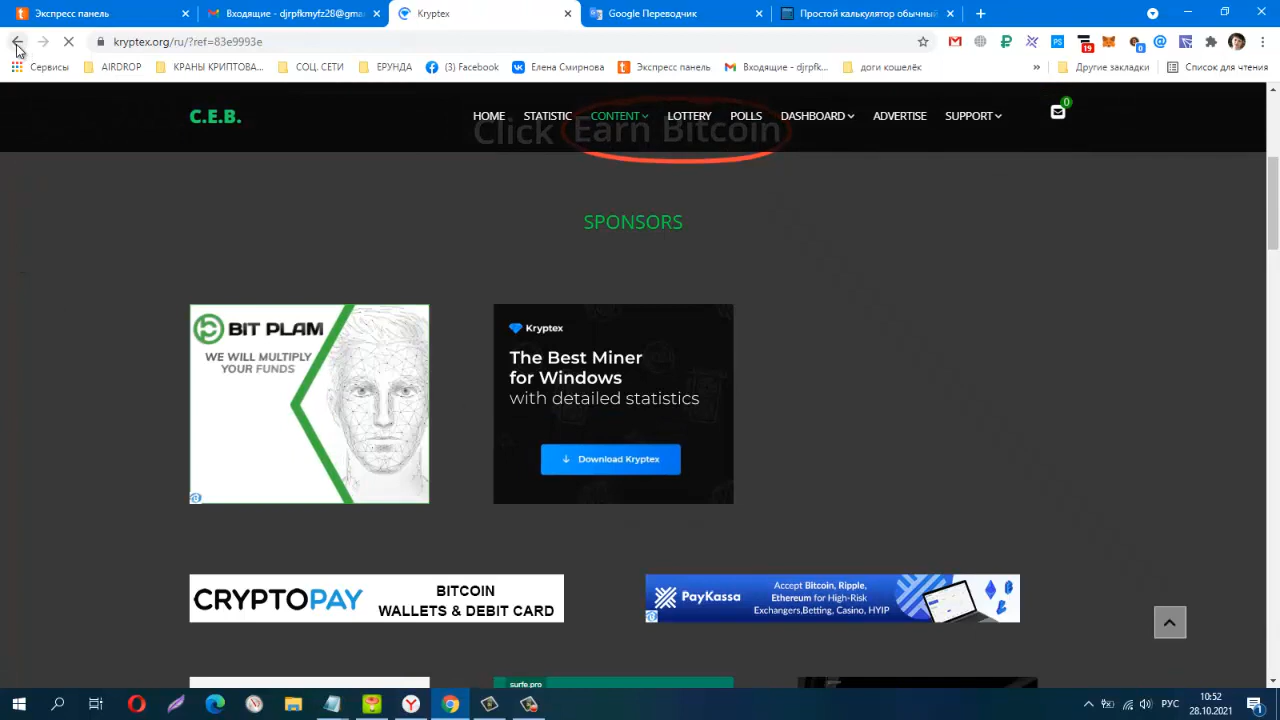 Экспресс панель
Входящие - djrpfkmyfz28@gma
Kryptex
Google Переводчик
Простой калькулятор обычный
kryptex.org/ru/?ref=83e9993e
19
0
Сервисы
AIRDROP
КРАНЫ КРИПТОВА...
СОЦ. СЕТИ
ЕРУНДА
(3) Facebook
Елена Смирнова
Экспресс панель
Входящие - djrpfk...
доги кошелёк
»
Другие закладки
Список для чтения
C.E.B.
HOME
STATISTIC
CONTENT
LOTTERY
POLLS
DASHBOARD
ADVERTISE
SUPPORT
0
Click Earn Bitcoin
SPONSORS
BIT PLAM
WE WILL MULTIPLY
YOUR FUNDS
Kryptex
The Best Miner
for Windows
with detailed statistics
Download Kryptex
CRYPTOPAY
BITCOIN
WALLETS & DEBIT CARD
PayKassa
Accept Bitcoin, Ripple,
Ethereum for High-Risk
Exchangers,Betting, Casino, HYIP
surfe.pro
РУС
10:52
28.10.2021
1